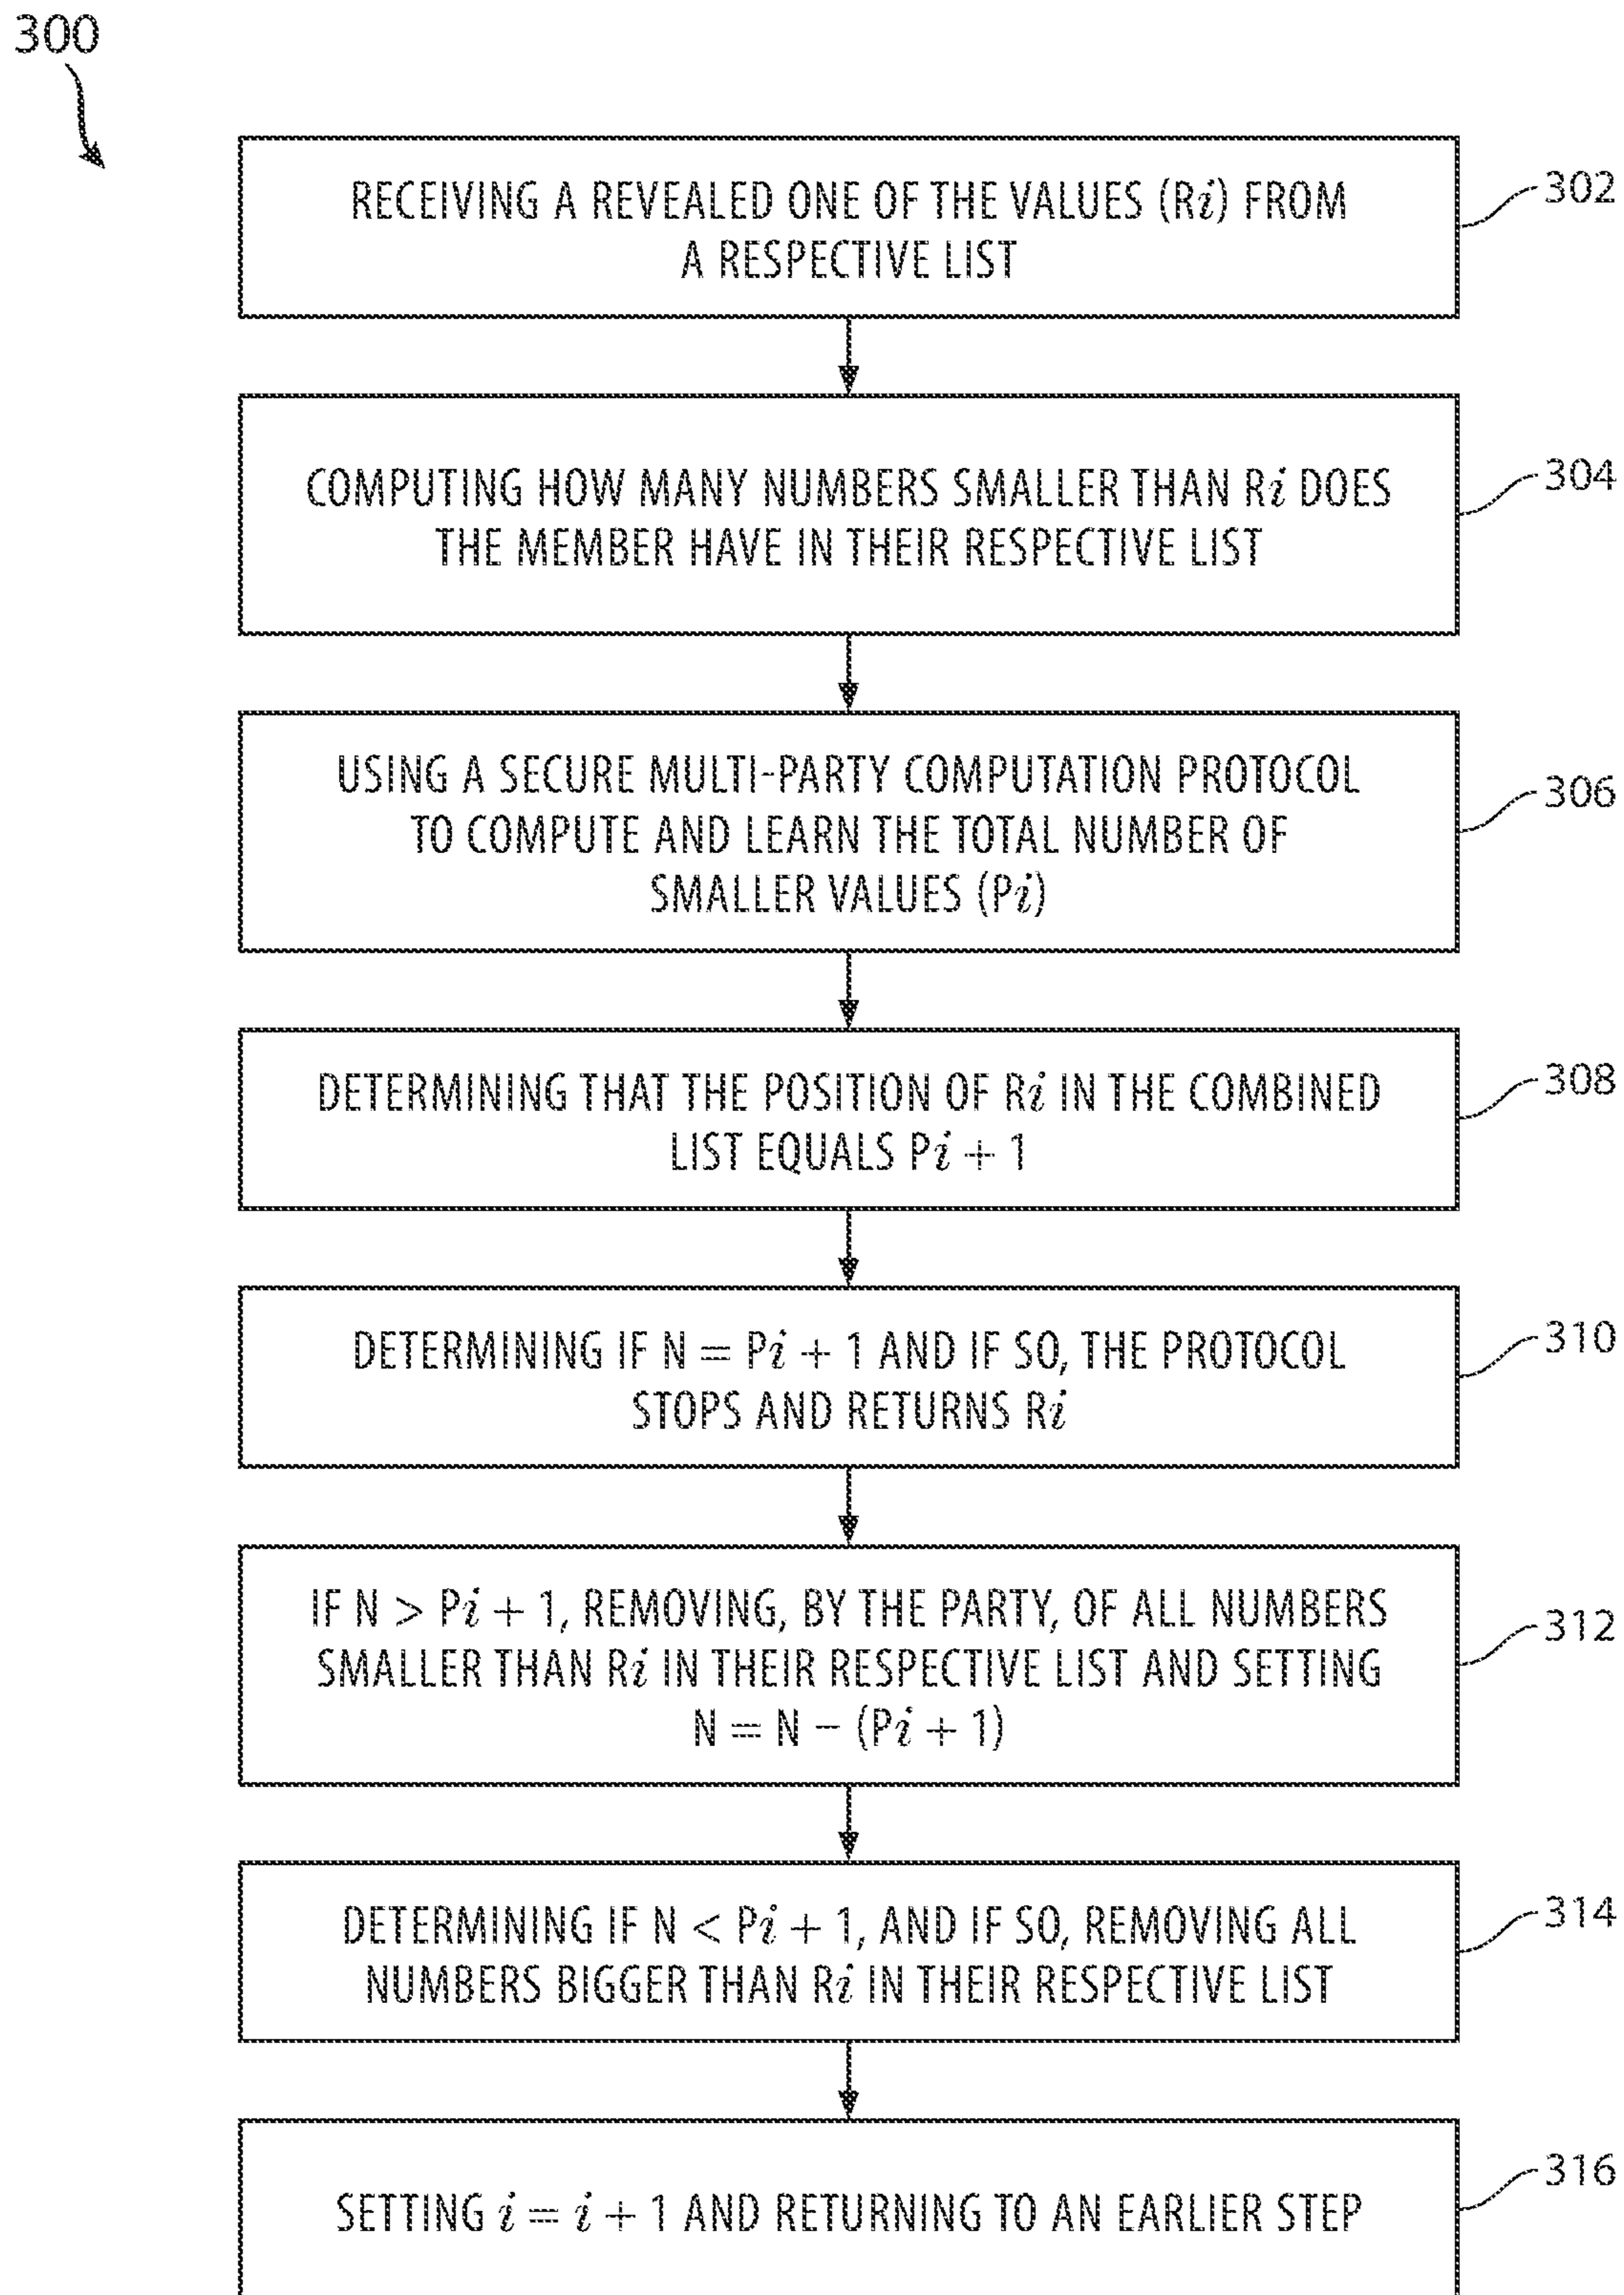 300
RECEIVING A REVEALED ONE OF THE VALUES (Ri) FROM
A RESPECTIVE LIST
302
COMPUTING HOW MANY NUMBERS SMALLER THAN Ri DOES
THE MEMBER HAVE IN THEIR RESPECTIVE LIST
304
USING A SECURE MULTI-PARTY COMPUTATION PROTOCOL
TO COMPUTE AND LEARN THE TOTAL NUMBER OF
SMALLER VALUES (Pi)
306
DETERMINING THAT THE POSITION OF Ri IN THE COMBINED
LIST EQUALS Pi + 1
308
DETERMINING IF N = Pi + 1 AND IF SO, THE PROTOCOL
STOPS AND RETURNS Ri
310
IF N > Pi + 1, REMOVING, BY THE PARTY, OF ALL NUMBERS
SMALLER THAN Ri IN THEIR RESPECTIVE LIST AND SETTING
N = N − (Pi + 1)
312
DETERMINING IF N < Pi + 1, AND IF SO, REMOVING ALL
NUMBERS BIGGER THAN Ri IN THEIR RESPECTIVE LIST
314
SETTING i = i + 1 AND RETURNING TO AN EARLIER STEP
316